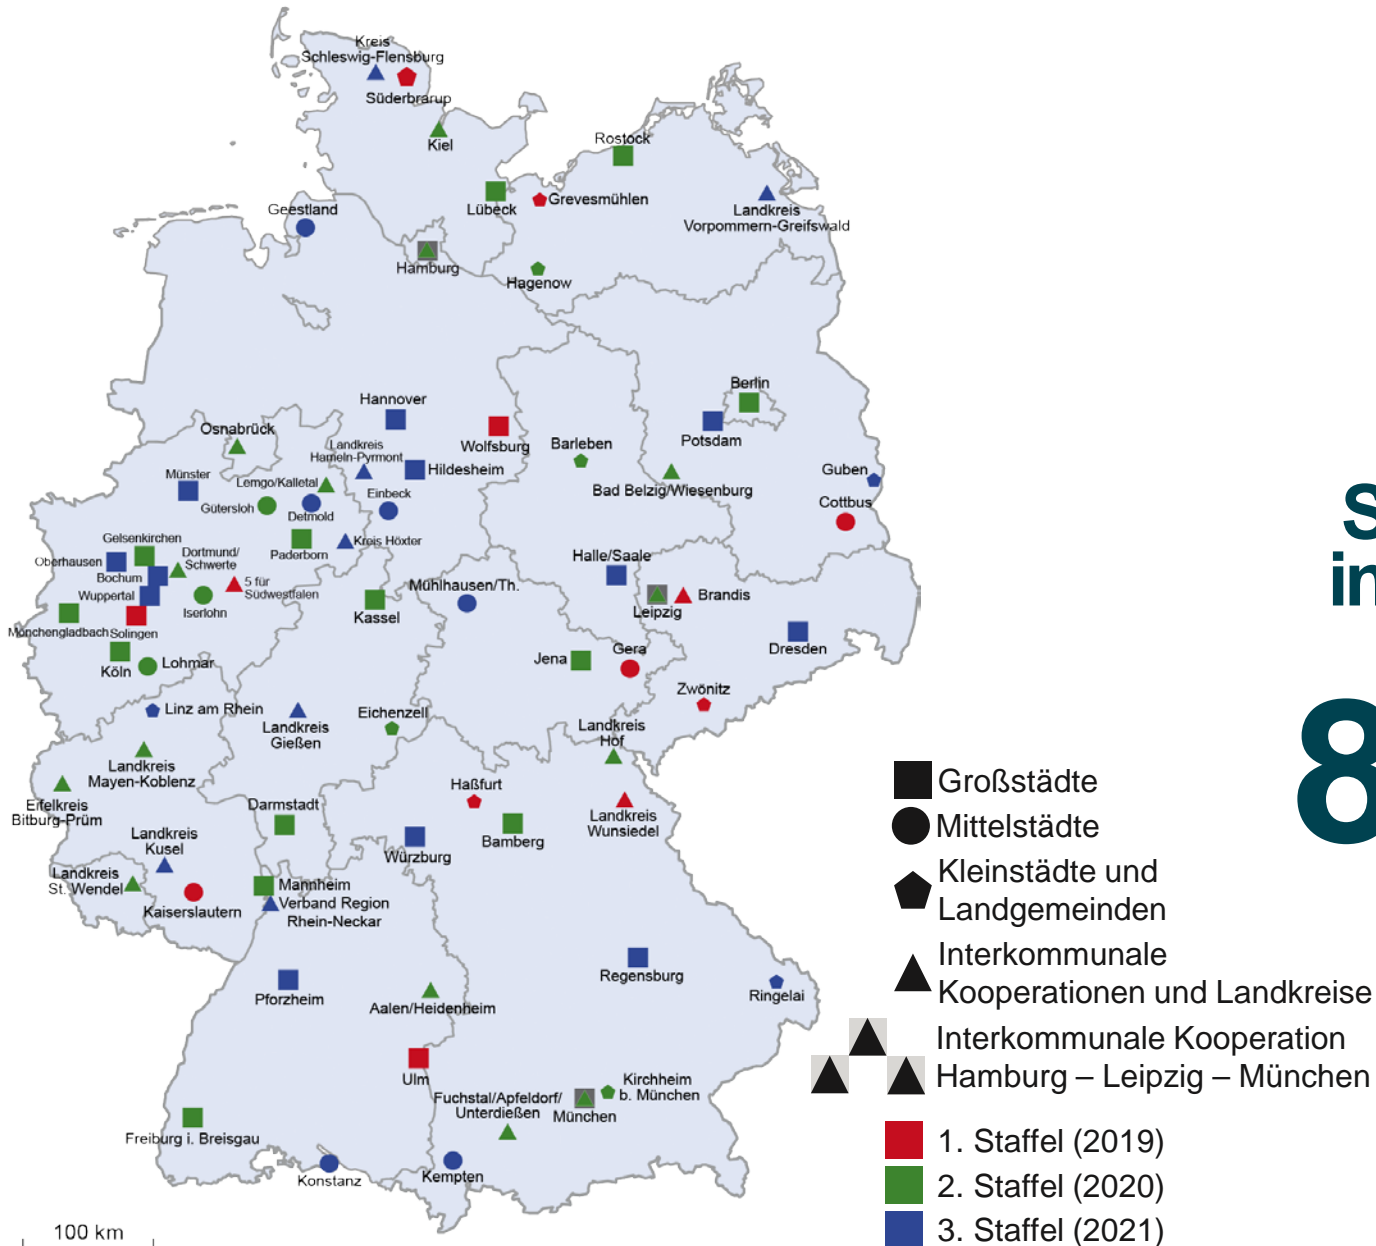 Kreis
Schleswig-Flensburg
Süderbrarup
Kiel
Rostock
Lübeck
Grevesmühlen
Landkreis
Vorpommern-Greifswald
Geestland
Hamburg
Hagenow
Hannover
Wolfsburg
Berlin
Potsdam
Osnabrück
Landkreis
Hameln-Pyrmont
Hildesheim
Barleben
Bad Belzig/Wiesenburg
Guben
Cottbus
Münster
Lemgo/Kalletal
Gütersloh
Detmold
Einbeck
Gelsenkirchen
Paderborn
Kreis Höxter
Oberhausen
Dortmund/
Schwerte
Bochum
Wuppertal
5 für
Südwestfalen
Iserlohn
Mönchengladbach
Solingen
Köln
Lohmar
Kassel
Mühlhausen/Th.
Halle/Saale
Leipzig
Brandis
Dresden
Jena
Gera
Zwönitz
Linz am Rhein
Landkreis
Gießen
Eichenzell
Landkreis
Hof
Landkreis
Mayen-Koblenz
Eifelkreis
Bitburg-Prüm
Darmstadt
Haßfurt
Bamberg
Landkreis
Wunsiedel
Würzburg
Landkreis
Kusel
Landkreis
St. Wendel
Kaiserslautern
Mannheim
Verband Region
Rhein-Neckar
Regensburg
Ringelai
Pforzheim
Aalen/Heidenheim
Ulm
Fuchstal/Apfeldorf/
Unterdießen
München
Kirchheim
b. München
Freiburg i. Breisgau
Konstanz
Kempten
100 km
S
in
8
Großstädte
Mittelstädte
Kleinstädte und
Landgemeinden
Interkommunale
Kooperationen und Landkreise
Interkommunale Kooperation
Hamburg – Leipzig – München
1. Staffel (2019)
2. Staffel (2020)
3. Staffel (2021)